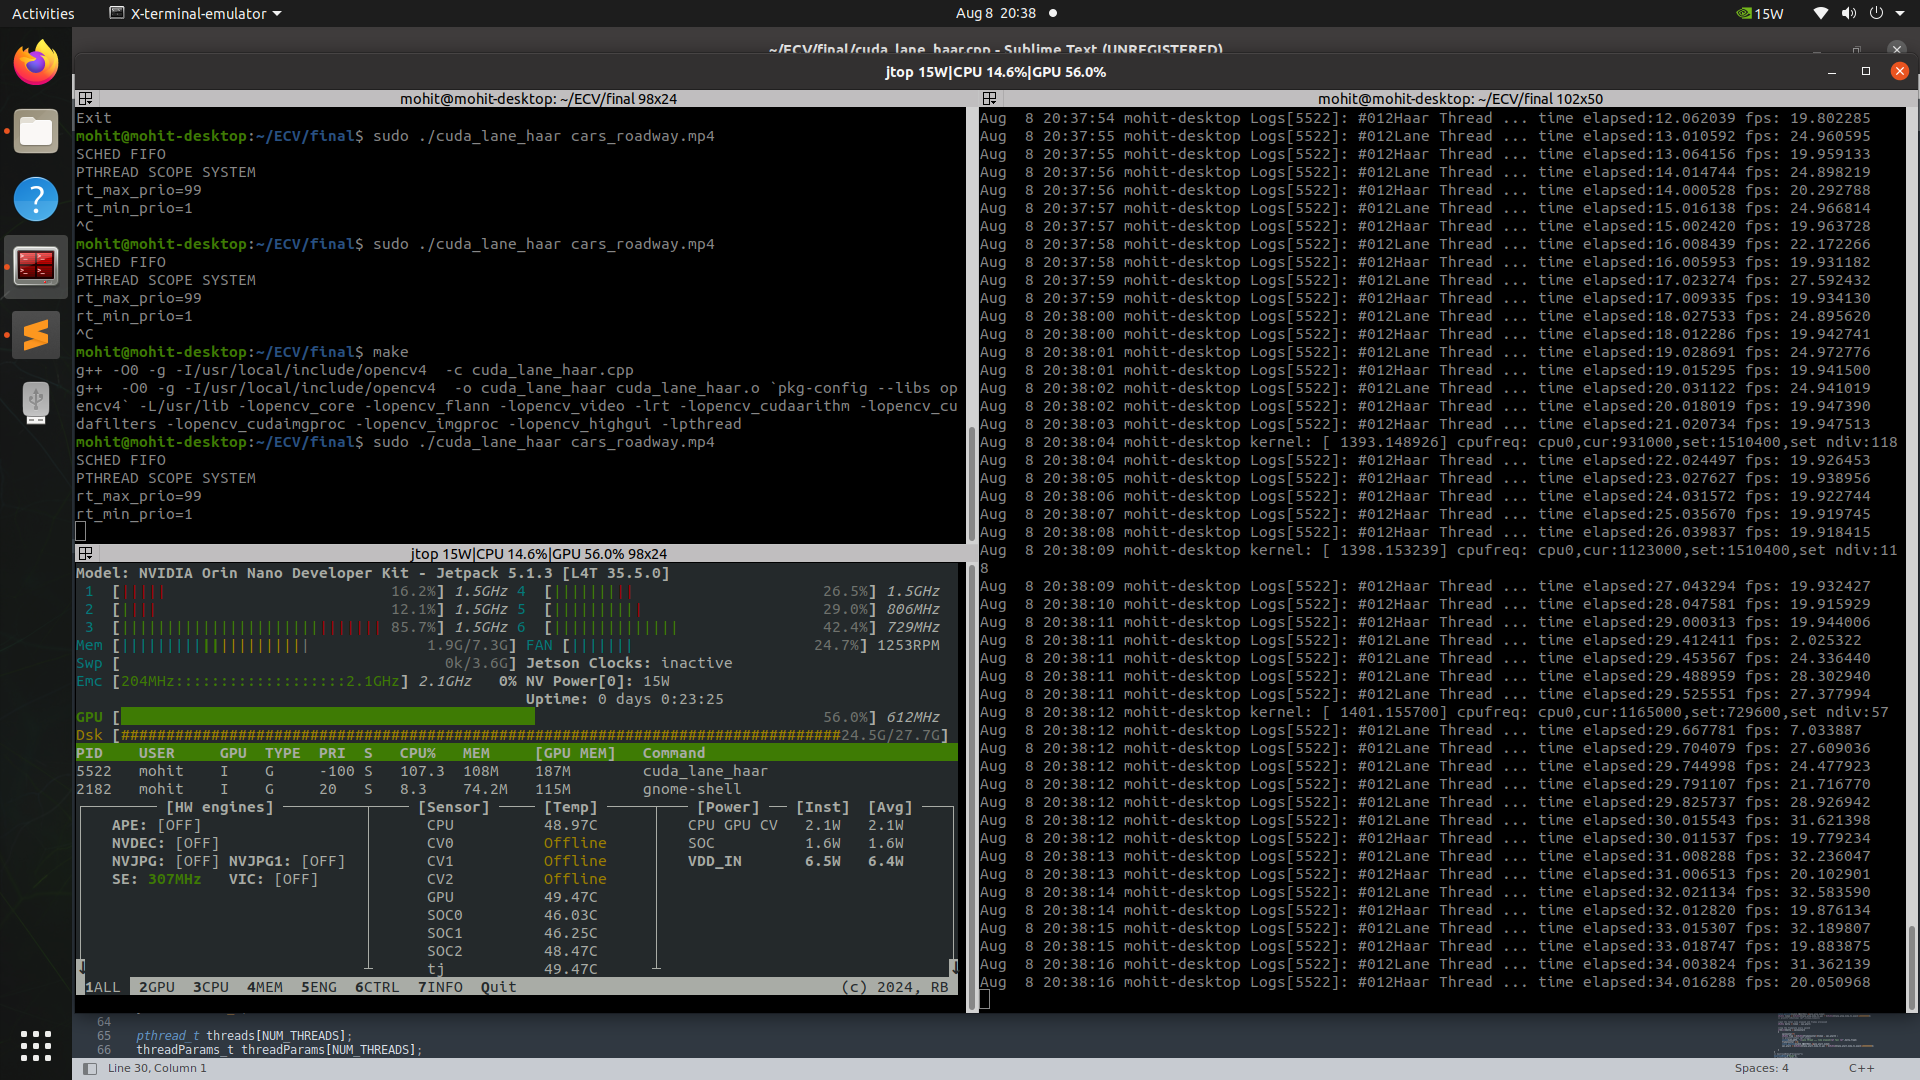 Activities
X-terminal-emulator
Aug 8 20:38
15W
~/ECV/final/cuda_lane_haar.cpp - Sublime Text (UNREGISTERED)
jtop 15W|CPU 14.6%|GPU 56.0%
mohit@mohit-desktop: ~/ECV/final 98x24
Exit
mohit@mohit-desktop:~/ECV/final$ sudo ./cuda_lane_haar cars_roadway.mp4
SCHED FIFO
PTHREAD SCOPE SYSTEM
rt_max_prio=99
rt_min_prio=1
^C
mohit@mohit-desktop:~/ECV/final$ sudo ./cuda_lane_haar cars_roadway.mp4
SCHED FIFO
PTHREAD SCOPE SYSTEM
rt_max_prio=99
rt_min_prio=1
^C
mohit@mohit-desktop:~/ECV/final$ make
g++ -O0 -g -I/usr/local/include/opencv4  -c cuda_lane_haar.cpp
g++  -O0 -g -I/usr/local/include/opencv4  -o cuda_lane_haar cuda_lane_haar.o `pkg-config --libs op
encv4` -L/usr/lib -lopencv_core -lopencv_flann -lopencv_video -lrt -lopencv_cudaarithm -lopencv_cu
dafilters -lopencv_cudaimgproc -lopencv_imgproc -lopencv_highgui -lpthread
mohit@mohit-desktop:~/ECV/final$ sudo ./cuda_lane_haar cars_roadway.mp4
SCHED FIFO
PTHREAD SCOPE SYSTEM
rt_max_prio=99
rt_min_prio=1
jtop 15W|CPU 14.6%|GPU 56.0% 98x24
Model: NVIDIA Orin Nano Developer Kit - Jetpack 5.1.3 [L4T 35.5.0]
1 [ 16.2%] 1.5GHz 4 [ 26.5%] 1.5GHz
2 [ 12.1%] 1.5GHz 5 [ 29.0%] 806MHz
3 [ 85.7%] 1.5GHz 6 [ 42.4%] 729MHz
Mem [ 1.9G/7.3G] FAN [ 24.7%] 1253RPM
Swp [ 0k/3.6G] Jetson Clocks: inactive
Emc [204MHz:::::::::::::::::::2.1GHz] 2.1GHz 0% NV Power[0]: 15W
Uptime: 0 days 0:23:25
GPU [ 56.0%] 612MHz
Dsk [################################################################################24.5G/27.7G]
PID USER GPU TYPE PRI S CPU% MEM [GPU MEM] Command
5522 mohit I G -100 S 107.3 108M 187M cuda_lane_haar
2182 mohit I G 20 S 8.3 74.2M 115M gnome-shell
[HW engines] [Sensor] [Temp] [Power] [Inst] [Avg]
APE: [OFF] CPU 48.97C CPU GPU CV 2.1W 2.1W
NVDEC: [OFF] CV0 Offline SOC 1.6W 1.6W
NVJPG: [OFF] NVJPG1: [OFF] CV1 Offline VDD_IN 6.5W 6.4W
SE: 307MHz VIC: [OFF] CV2 Offline
GPU 49.47C
SOC0 46.03C
SOC1 46.25C
SOC2 48.47C
tj 49.47C
1ALL 2GPU 3CPU 4MEM 5ENG 6CTRL 7INFO Quit (c) 2024, RB
mohit@mohit-desktop: ~/ECV/final 102x50
Aug  8 20:37:54 mohit-desktop Logs[5522]: #012Haar Thread ... time elapsed:12.062039 fps: 19.802285
Aug  8 20:37:55 mohit-desktop Logs[5522]: #012Lane Thread ... time elapsed:13.010592 fps: 24.960595
Aug  8 20:37:55 mohit-desktop Logs[5522]: #012Haar Thread ... time elapsed:13.064156 fps: 19.959133
Aug  8 20:37:56 mohit-desktop Logs[5522]: #012Lane Thread ... time elapsed:14.014744 fps: 24.898219
Aug  8 20:37:56 mohit-desktop Logs[5522]: #012Haar Thread ... time elapsed:14.000528 fps: 20.292788
Aug  8 20:37:57 mohit-desktop Logs[5522]: #012Lane Thread ... time elapsed:15.016138 fps: 24.966814
Aug  8 20:37:57 mohit-desktop Logs[5522]: #012Haar Thread ... time elapsed:15.002420 fps: 19.963728
Aug  8 20:37:58 mohit-desktop Logs[5522]: #012Lane Thread ... time elapsed:16.008439 fps: 22.172266
Aug  8 20:37:58 mohit-desktop Logs[5522]: #012Haar Thread ... time elapsed:16.005953 fps: 19.931182
Aug  8 20:37:59 mohit-desktop Logs[5522]: #012Lane Thread ... time elapsed:17.023274 fps: 27.592432
Aug  8 20:37:59 mohit-desktop Logs[5522]: #012Haar Thread ... time elapsed:17.009335 fps: 19.934130
Aug  8 20:38:00 mohit-desktop Logs[5522]: #012Lane Thread ... time elapsed:18.027533 fps: 24.895620
Aug  8 20:38:00 mohit-desktop Logs[5522]: #012Haar Thread ... time elapsed:18.012286 fps: 19.942741
Aug  8 20:38:01 mohit-desktop Logs[5522]: #012Lane Thread ... time elapsed:19.028691 fps: 24.972776
Aug  8 20:38:01 mohit-desktop Logs[5522]: #012Haar Thread ... time elapsed:19.015295 fps: 19.941500
Aug  8 20:38:02 mohit-desktop Logs[5522]: #012Lane Thread ... time elapsed:20.031122 fps: 24.941019
Aug  8 20:38:02 mohit-desktop Logs[5522]: #012Haar Thread ... time elapsed:20.018019 fps: 19.947390
Aug  8 20:38:03 mohit-desktop Logs[5522]: #012Haar Thread ... time elapsed:21.020734 fps: 19.947513
Aug  8 20:38:04 mohit-desktop kernel: [ 1393.148926] cpufreq: cpu0,cur:931000,set:1510400,set ndiv:118
Aug  8 20:38:04 mohit-desktop Logs[5522]: #012Haar Thread ... time elapsed:22.024497 fps: 19.926453
Aug  8 20:38:05 mohit-desktop Logs[5522]: #012Haar Thread ... time elapsed:23.027627 fps: 19.938956
Aug  8 20:38:06 mohit-desktop Logs[5522]: #012Haar Thread ... time elapsed:24.031572 fps: 19.922744
Aug  8 20:38:07 mohit-desktop Logs[5522]: #012Haar Thread ... time elapsed:25.035670 fps: 19.919745
Aug  8 20:38:08 mohit-desktop Logs[5522]: #012Haar Thread ... time elapsed:26.039837 fps: 19.918415
Aug  8 20:38:09 mohit-desktop kernel: [ 1398.153239] cpufreq: cpu0,cur:1123000,set:1510400,set ndiv:11
8
Aug  8 20:38:09 mohit-desktop Logs[5522]: #012Haar Thread ... time elapsed:27.043294 fps: 19.932427
Aug  8 20:38:10 mohit-desktop Logs[5522]: #012Haar Thread ... time elapsed:28.047581 fps: 19.915929
Aug  8 20:38:11 mohit-desktop Logs[5522]: #012Haar Thread ... time elapsed:29.000313 fps: 19.944006
Aug  8 20:38:11 mohit-desktop Logs[5522]: #012Lane Thread ... time elapsed:29.412411 fps: 2.025322
Aug  8 20:38:11 mohit-desktop Logs[5522]: #012Lane Thread ... time elapsed:29.453567 fps: 24.336440
Aug  8 20:38:11 mohit-desktop Logs[5522]: #012Lane Thread ... time elapsed:29.488959 fps: 28.302940
Aug  8 20:38:11 mohit-desktop Logs[5522]: #012Lane Thread ... time elapsed:29.525551 fps: 27.377994
Aug  8 20:38:12 mohit-desktop kernel: [ 1401.155700] cpufreq: cpu0,cur:1165000,set:729600,set ndiv:57
Aug  8 20:38:12 mohit-desktop Logs[5522]: #012Lane Thread ... time elapsed:29.667781 fps: 7.033887
Aug  8 20:38:12 mohit-desktop Logs[5522]: #012Lane Thread ... time elapsed:29.704079 fps: 27.609036
Aug  8 20:38:12 mohit-desktop Logs[5522]: #012Lane Thread ... time elapsed:29.744998 fps: 24.477923
Aug  8 20:38:12 mohit-desktop Logs[5522]: #012Lane Thread ... time elapsed:29.791107 fps: 21.716770
Aug  8 20:38:12 mohit-desktop Logs[5522]: #012Lane Thread ... time elapsed:29.825737 fps: 28.926942
Aug  8 20:38:12 mohit-desktop Logs[5522]: #012Lane Thread ... time elapsed:30.015543 fps: 31.621398
Aug  8 20:38:12 mohit-desktop Logs[5522]: #012Haar Thread ... time elapsed:30.011537 fps: 19.779234
Aug  8 20:38:13 mohit-desktop Logs[5522]: #012Lane Thread ... time elapsed:31.008288 fps: 32.236047
Aug  8 20:38:13 mohit-desktop Logs[5522]: #012Haar Thread ... time elapsed:31.006513 fps: 20.102901
Aug  8 20:38:14 mohit-desktop Logs[5522]: #012Lane Thread ... time elapsed:32.021134 fps: 32.583590
Aug  8 20:38:14 mohit-desktop Logs[5522]: #012Haar Thread ... time elapsed:32.012820 fps: 19.876134
Aug  8 20:38:15 mohit-desktop Logs[5522]: #012Lane Thread ... time elapsed:33.015307 fps: 32.189807
Aug  8 20:38:15 mohit-desktop Logs[5522]: #012Haar Thread ... time elapsed:33.018747 fps: 19.883875
Aug  8 20:38:16 mohit-desktop Logs[5522]: #012Lane Thread ... time elapsed:34.003824 fps: 31.362139
Aug  8 20:38:16 mohit-desktop Logs[5522]: #012Haar Thread ... time elapsed:34.016288 fps: 20.050968
64
65 pthread_t threads[NUM_THREADS];
66 threadParams_t threadParams[NUM_THREADS];
Line 30, Column 1
Spaces: 4
C++